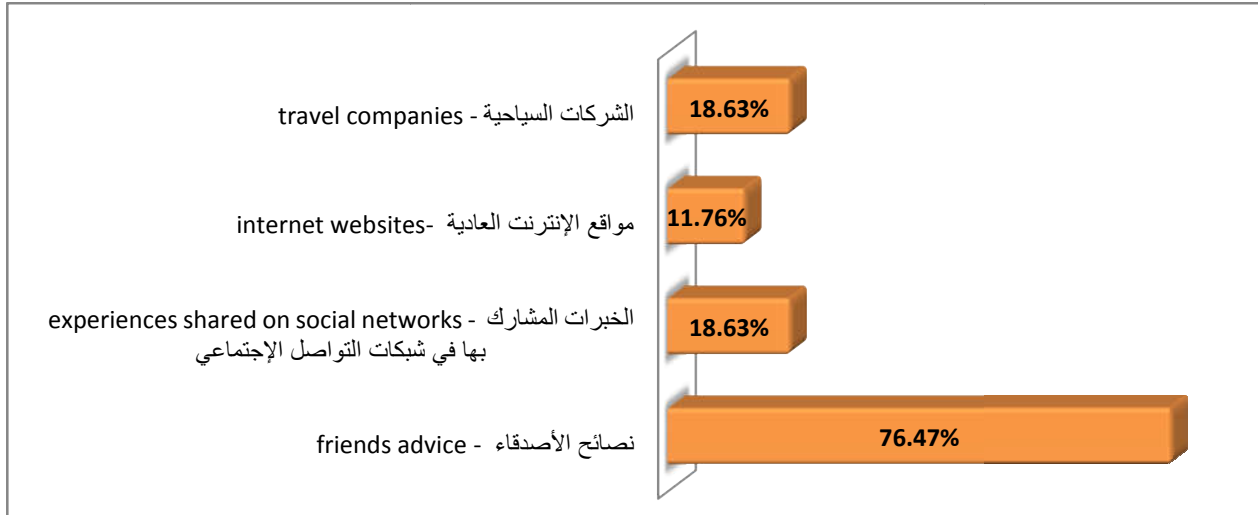 travel companies - الشركات السياحية
18.63%
internet websites- مواقع الإنترنت العادية
11.76%
experiences shared on social networks - الخبرات المشارك
بها في شبكات التواصل الإجتماعي
18.63%
friends advice - نصائح الأصدقاء
76.47%